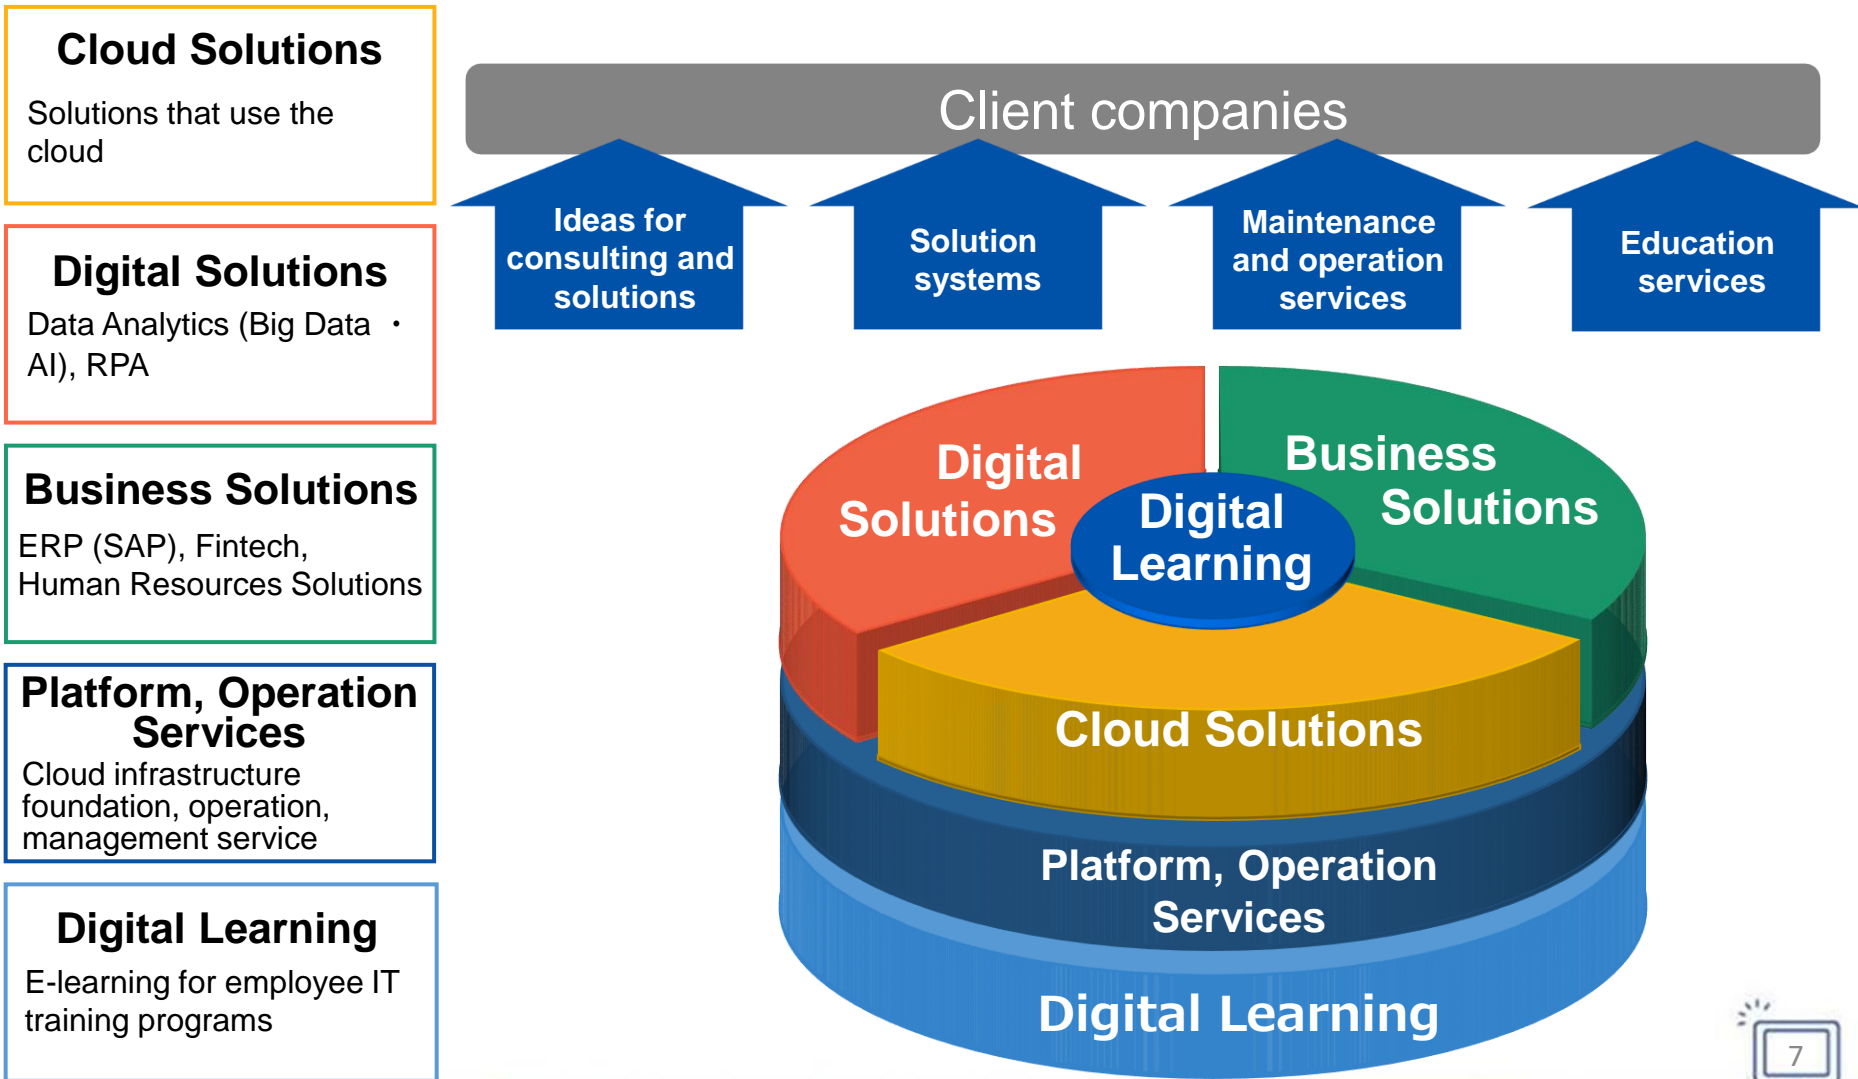 Cloud Solutions
Solutions that use the
cloud
Digital Solutions
Data Analytics (Big Data ・
AI), RPA
Business Solutions
ERP (SAP), Fintech,
Human Resources Solutions
Platform, Operation
Services
Cloud infrastructure
foundation, operation,
management service
Digital Learning
E-learning for employee IT
training programs
Client companies
Ideas for
consulting and
solutions
Solution
systems
Maintenance
and operation
services
Education
services
Digital
Solutions
Business
Solutions
Digital
Learning
Cloud Solutions
Platform, Operation
Services
Digital Learning
7